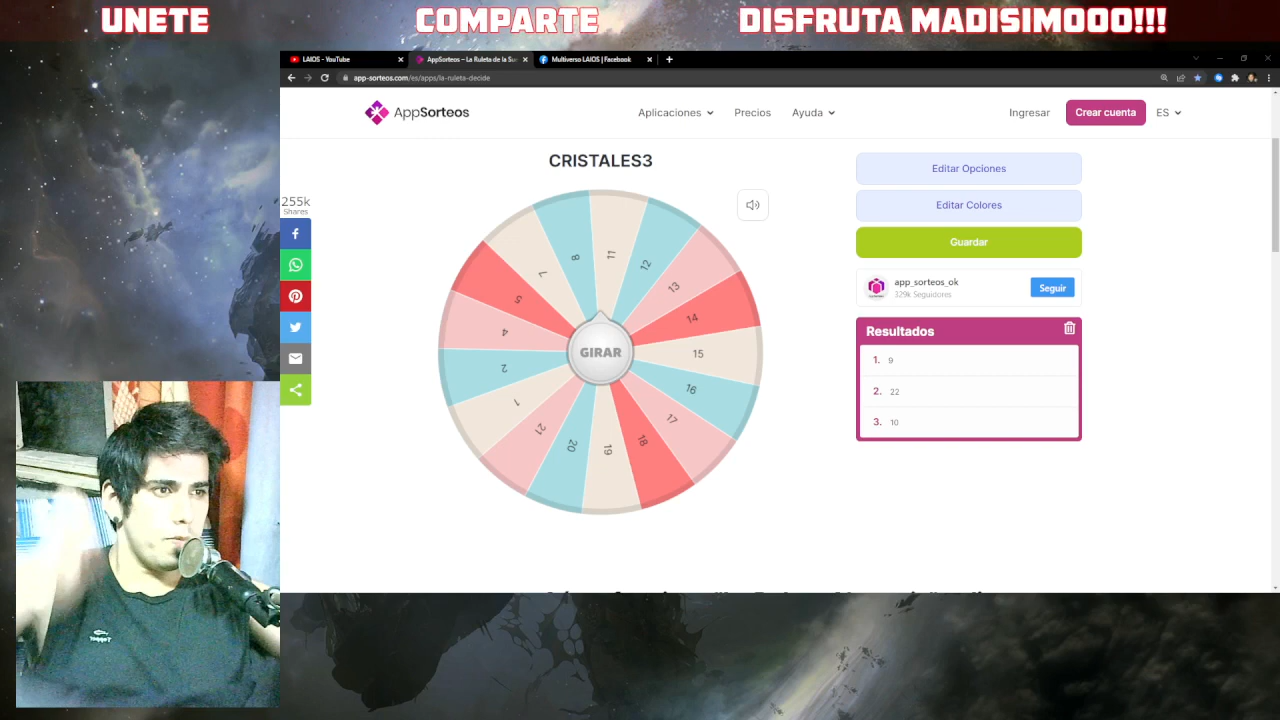 UNETE
COMPARTE
DISFRUTA MADISIMOOO!!!
LAIOS - YouTube
AppSorteos – La Ruleta de la Su
Multiverso LAIOS | Facebook
app-sorteos.com/es/apps/la-ruleta-decide
AppSorteos
Aplicaciones
Precios
Ayuda
Ingresar
Crear cuenta
ES
CRISTALES3
255k
Shares
Editar Opciones
Editar Colores
Guardar
app_sorteos_ok
329k Seguidores
Seguir
Resultados
1. 9
2. 22
3. 10
GIRAR
11
12
13
14
15
16
17
18
19
20
21
1
2
4
5
7
8